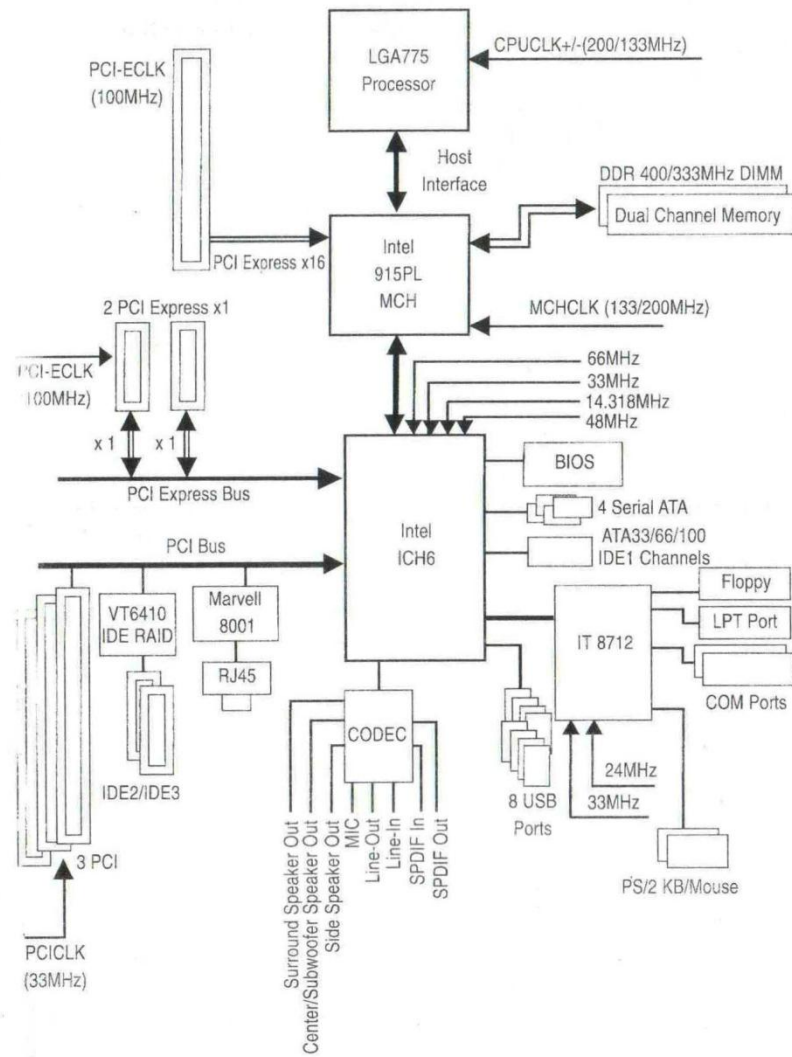 PCI-ECLK
(100MHz)
LGA775
Processor
CPUCLK+/-(200/133MHz)
Host
Interface
DDR 400/333MHz DIMM
Dual Channel Memory
PCI Express x16
Intel
915PL
MCH
MCHCLK (133/200MHz)
2 PCI Express x1
PCI-ECLK
(100MHz)
x 1
x 1
66MHz
33MHz
14.318MHz
48MHz
PCI Express Bus
Intel
ICH6
BIOS
4 Serial ATA
ATA33/66/100
IDE1 Channels
PCI Bus
VT6410
IDE RAID
Marvell
8001
RJ45
IT 8712
Floppy
LPT Port
COM Ports
CODEC
IDE2/IDE3
3 PCI
PCICLK
(33MHz)
Surround Speaker Out
Center/Subwoofer Speaker Out
Side Speaker Out
MIC
Line-Out
Line-In
SPDIF In
SPDIF Out
8 USB
Ports
24MHz
33MHz
PS/2 KB/Mouse